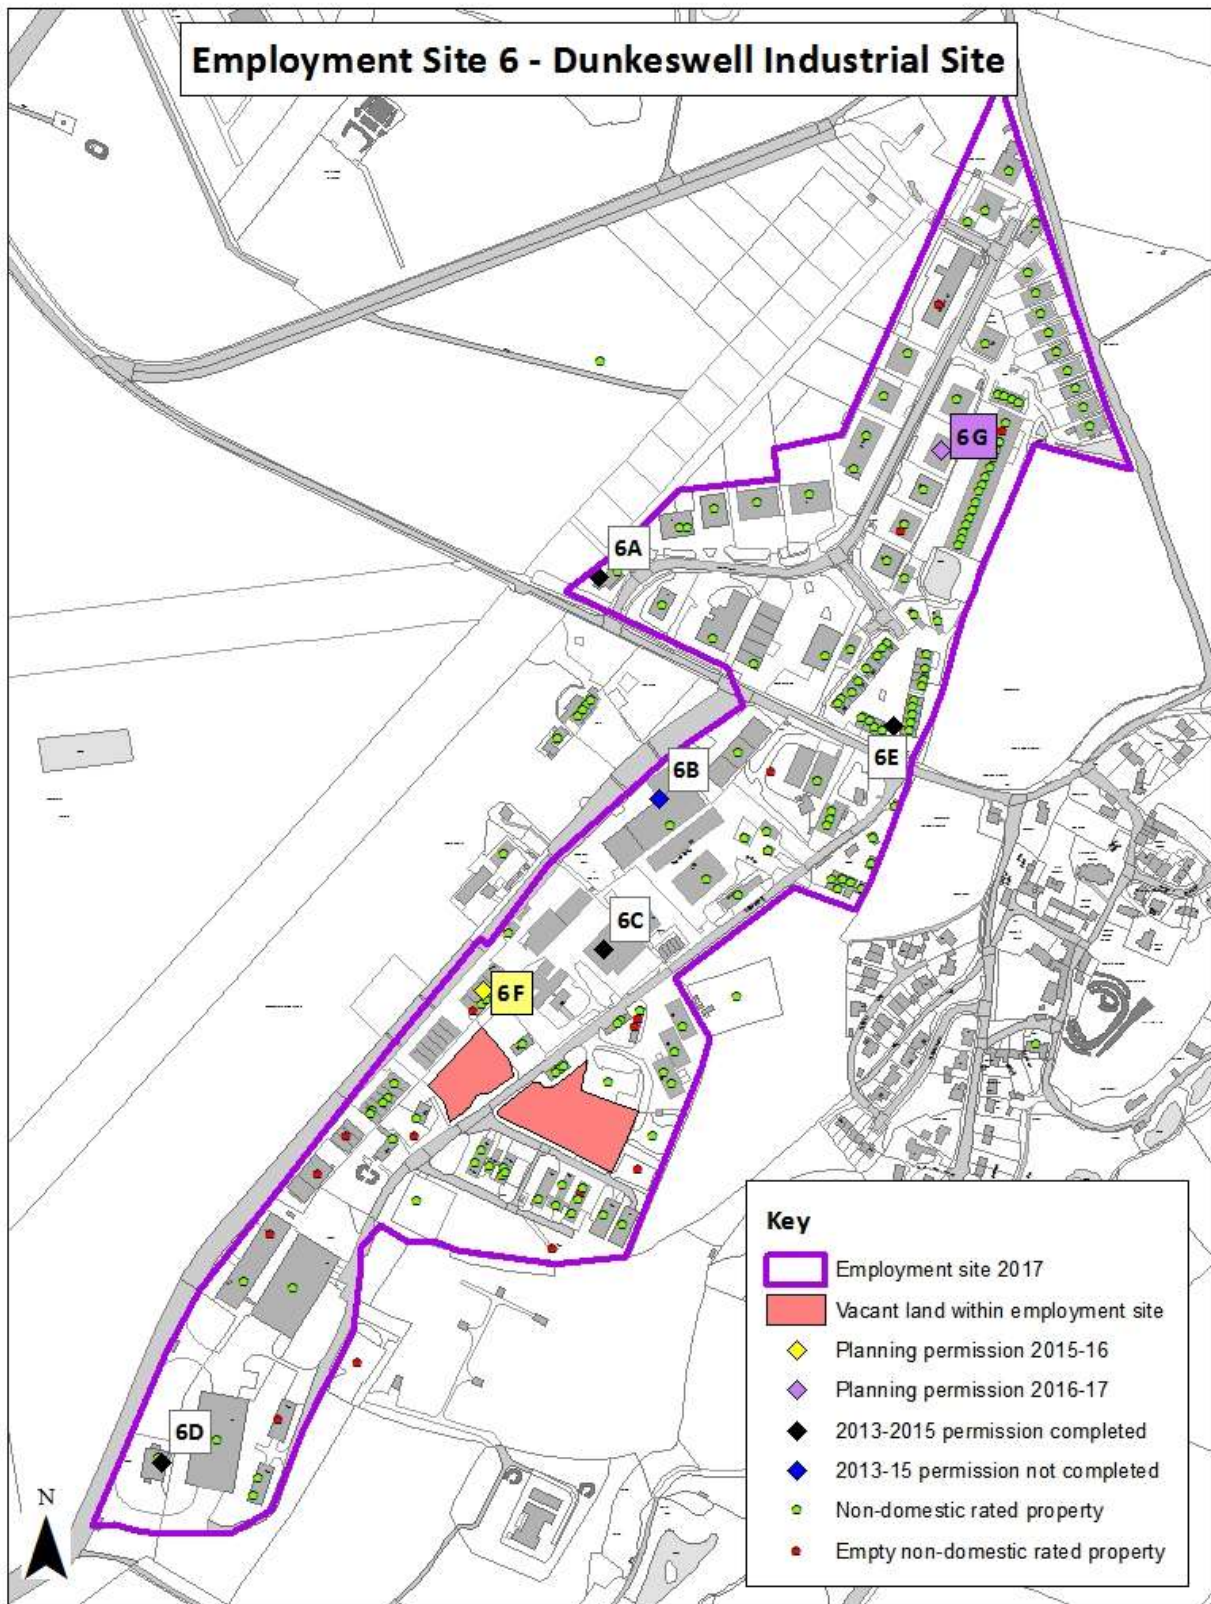 Employment Site 6 - Dunkeswell Industrial Site
6G
6A
6E
6B
6C
6F
6D
N
Key
Employment site 2017
Vacant land within employment site
Planning permission 2015-16
Planning permission 2016-17
2013-2015 permission completed
2013-15 permission not completed
Non-domestic rated property
Empty non-domestic rated property